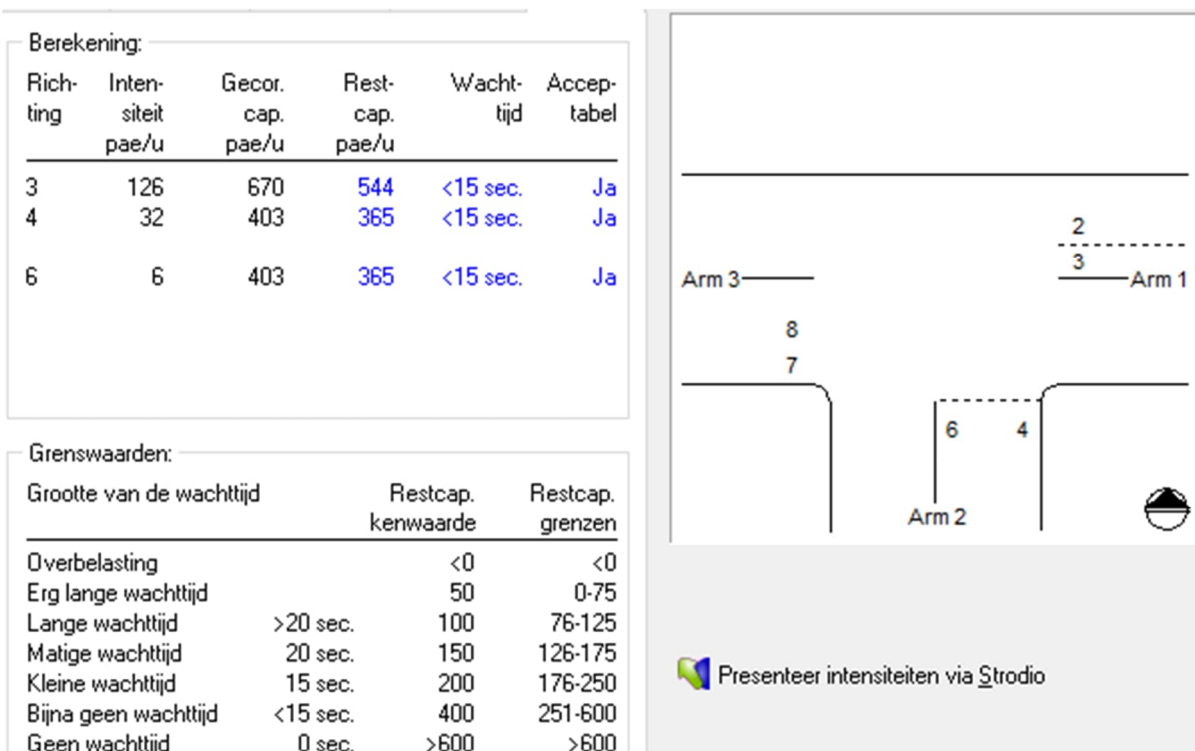 Berekening:
Rich- Inten- Gecor. Rest- Wacht- Accep-
ting siteit cap. cap. tijd tabel
pae/u pae/u pae/u
3 126 670 544 <15 sec. Ja
4 32 403 365 <15 sec. Ja
6 6 403 365 <15 sec. Ja
Grenswaarden:
Grootte van de wachttijd Restcap. Restcap.
kenwaarde grenzen
Overbelasting <0 <0
Erg lange wachttijd 50 0-75
Lange wachttijd >20 sec. 100 76-125
Matige wachttijd 20 sec. 150 126-175
Kleine wachttijd 15 sec. 200 176-250
Bijna geen wachttijd <15 sec. 400 251-600
Geen wachttijd 0 sec. >600 >600
2
3
Arm 3 Arm 1
8
7
6 4
Arm 2
Presenteer intensiteiten via Strodio